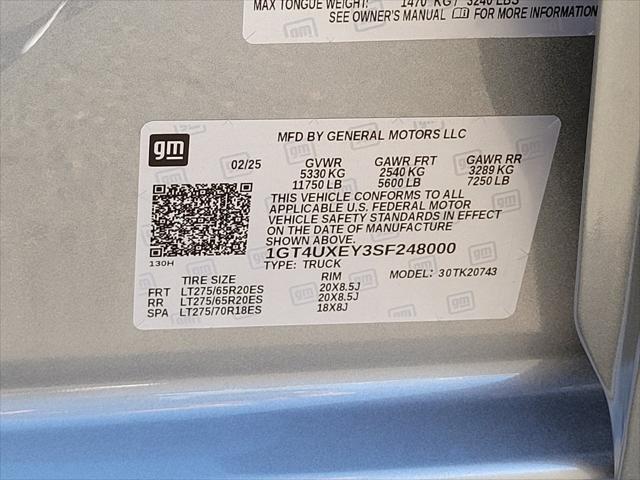 MAX TONGUE WEIGHT: 1470 KG / 3240 LBS
SEE OWNER'S MANUAL FOR MORE INFORMATION
gm
MFD BY GENERAL MOTORS LLC
02/25 GVWR GAWR FRT GAWR RR
5330 KG 2540 KG 3289 KG
11750 LB 5600 LB 7250 LB
THIS VEHICLE CONFORMS TO ALL
APPLICABLE U.S. FEDERAL MOTOR
VEHICLE SAFETY STANDARDS IN EFFECT
ON THE DATE OF MANUFACTURE
SHOWN ABOVE.
1GT4UXEY3SF248000
130H
TYPE: TRUCK
MODEL: 30TK20743
TIRE SIZE RIM
FRT LT275/65R20ES 20X8.5J
RR LT275/65R20ES 20X8.5J
SPA LT275/70R18ES 18X8J